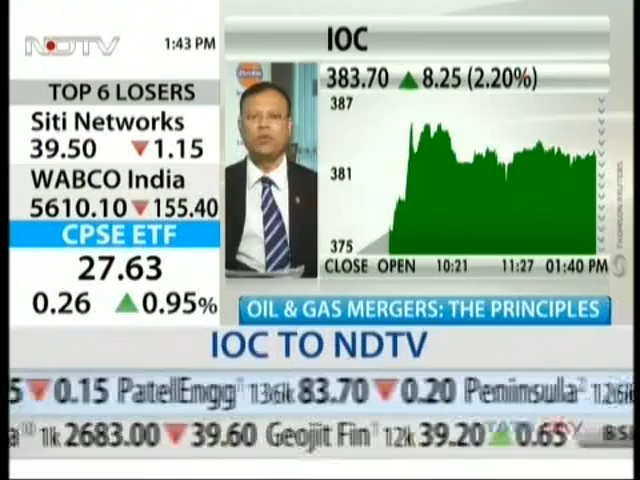 NDTV
1:43 PM
TOP 6 LOSERS
Siti Networks
39.50 ▼1.15
WABCO India
5610.10 ▼155.40
CPSE ETF
27.63
0.26 ▲0.95%
IOC
383.70 ▲ 8.25 (2.20%)
387
381
375
CLOSE OPEN 10:21 11:27 01:40 PM
THOMSON REUTERS
OIL & GAS MERGERS: THE PRINCIPLES
IOC TO NDTV
5 ▼0.15 PatelEngg 83.70 ▼0.20 Peninsula
1k 2683.00 ▼39.60 Geojit Fin 12k 39.20 ▲0.65